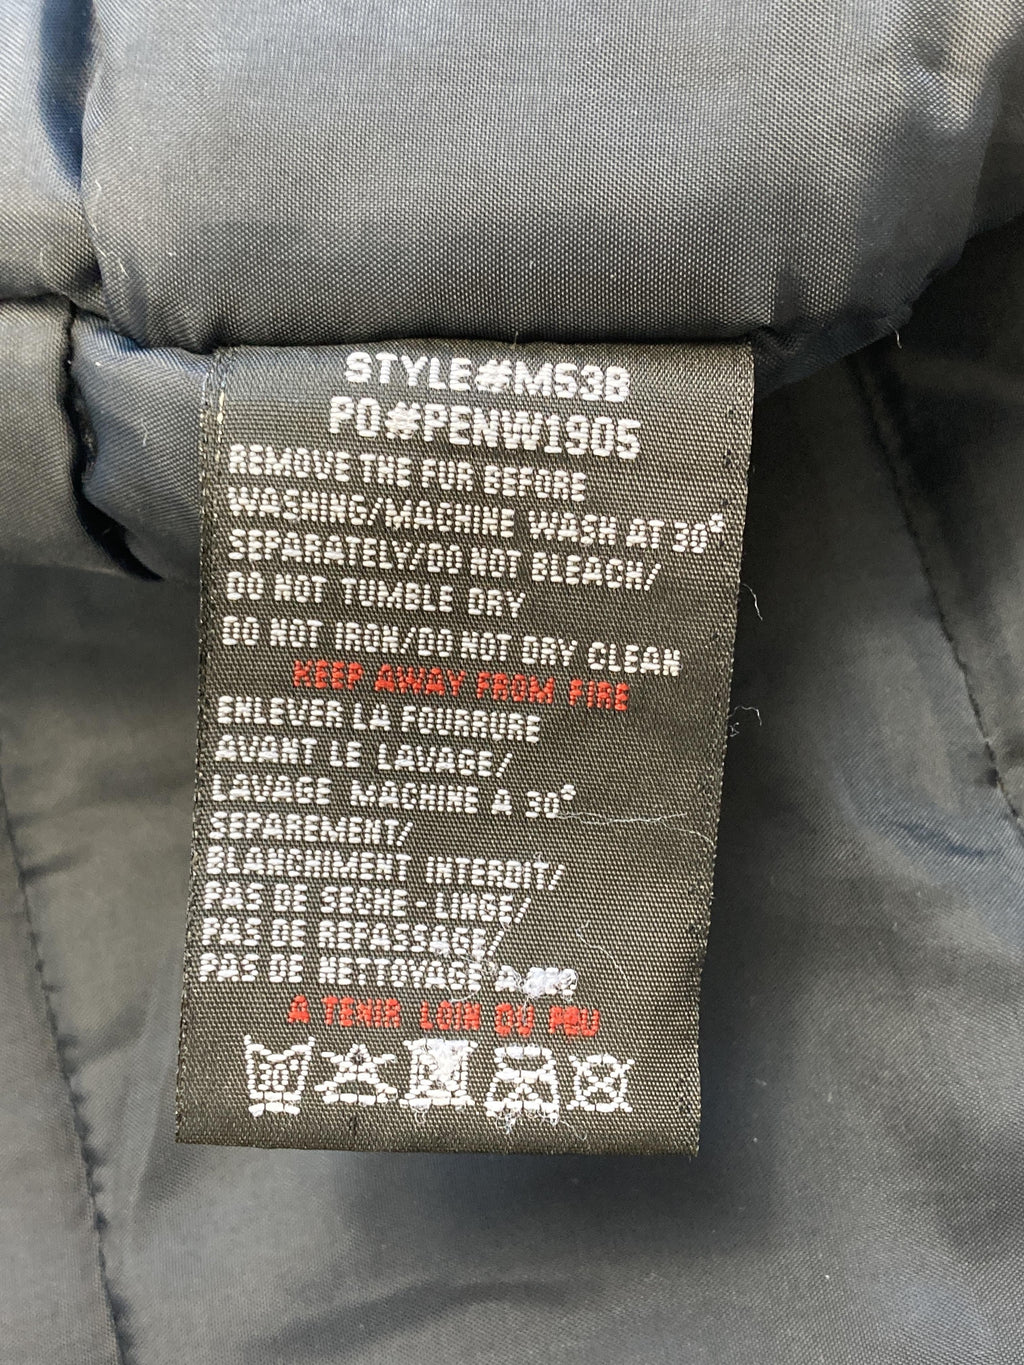 STYLE#M53B
PO#PENW1905
REMOVE THE FUR BEFORE
WASHING/MACHINE WASH AT 30°
SEPARATELY/DO NOT BLEACH/
DO NOT TUMBLE DRY
DO NOT IRON/DO NOT DRY CLEAN
KEEP AWAY FROM FIRE
ENLEVER LA FOURRURE
AVANT LE LAVAGE/
LAVAGE MACHINE A 30°
SEPAREMENT/
BLANCHIMENT INTERDIT/
PAS DE SECHE-LINGE/
PAS DE REPASSAGE/
PAS DE NETTOYAGE A
A TENIR LOIN DU
30